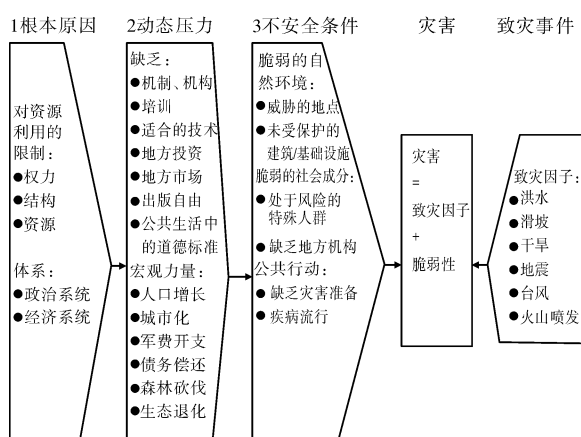 1根本原因
2动态压力
3不安全条件
灾害
致灾事件
对资源
利用的
限制：
●权力
●结构
●资源
体系：
●政治系统
●经济系统
缺乏：
●机制、机构
●培训
●适合的技术
●地方投资
●地方市场
●出版自由
●公共生活中
的道德标准
宏观力量：
●人口增长
●城市化
●军费开支
●债务偿还
●森林砍伐
●生态退化
脆弱的自
然环境：
●威胁的地点
●未受保护的
建筑/基础设施
脆弱的社会成分：
●处于风险的
特殊人群
●缺乏地方机构
公共行动：
●缺乏灾害准备
●疾病流行
灾害
=
致灾因子
+
脆弱性
致灾因子：
●洪水
●滑坡
●干旱
●地震
●台风
●火山喷发